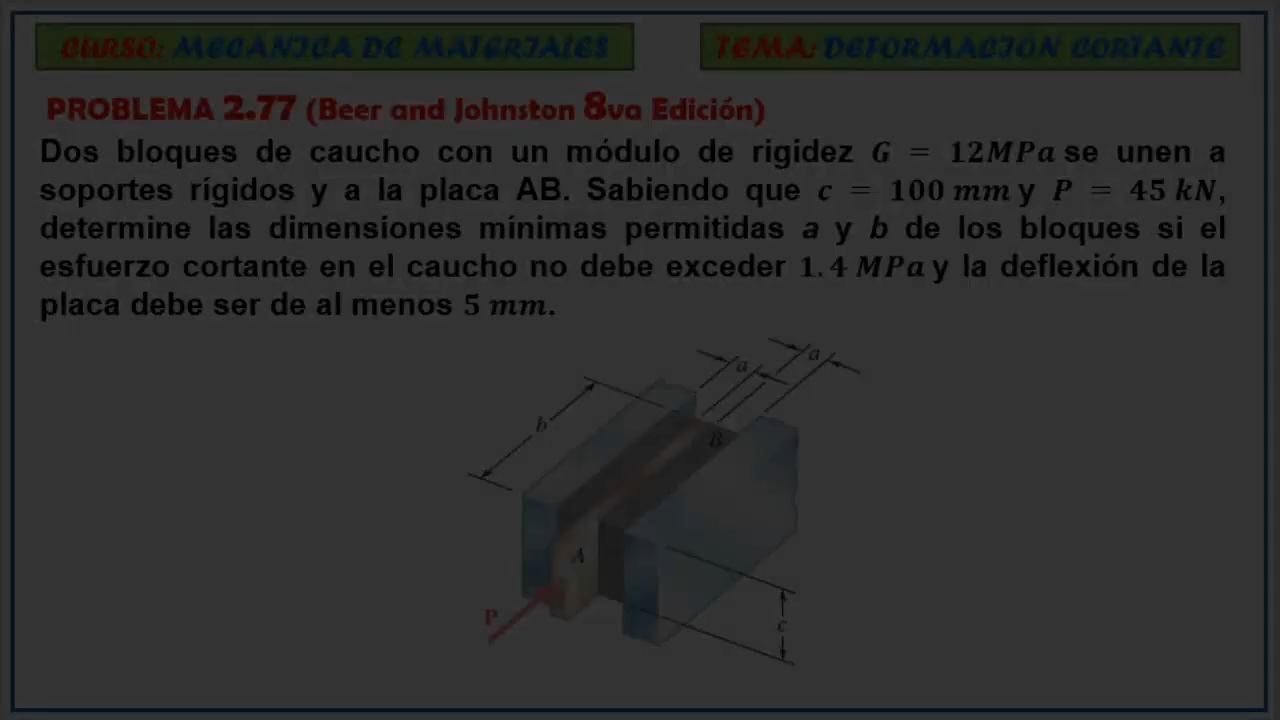 CURSO: MECÁNICA DE MATERIALES
TEMA: DEFORMACIÓN CORTANTE
PROBLEMA 2.77 (Beer and Johnston 8va Edición)
Dos bloques de caucho con un módulo de rigidez G = 12MPa se unen a
soportes rígidos y a la placa AB. Sabiendo que c = 100 mm y P = 45 kN,
determine las dimensiones mínimas permitidas a y b de los bloques si el
esfuerzo cortante en el caucho no debe exceder 1.4 MPa y la deflexión de la
placa debe ser de al menos 5 mm.
a
a
b
B
A
P
c